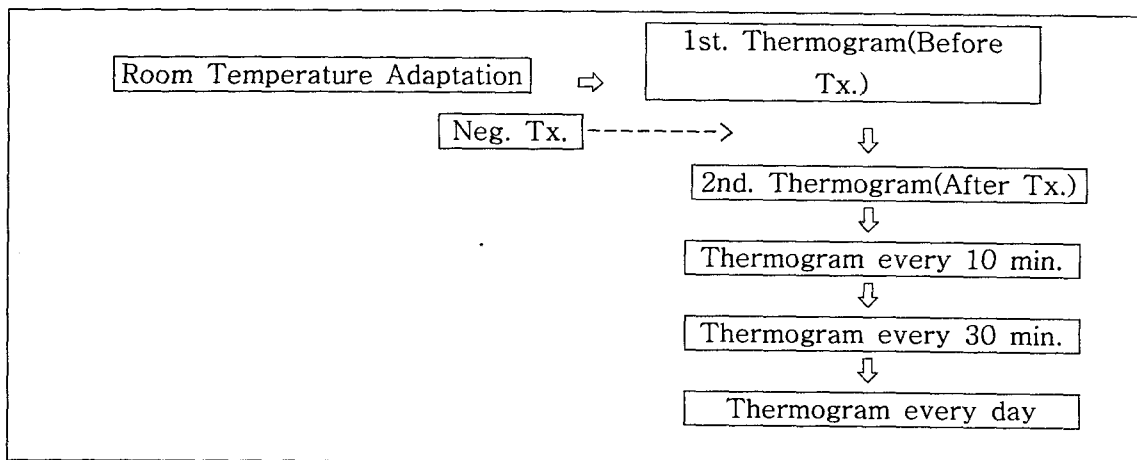 1st. Thermogram(Before
Tx.)
Room Temperature Adaptation
Neg. Tx.
2nd. Thermogram(After Tx.)
Thermogram every 10 min.
Thermogram every 30 min.
Thermogram every day